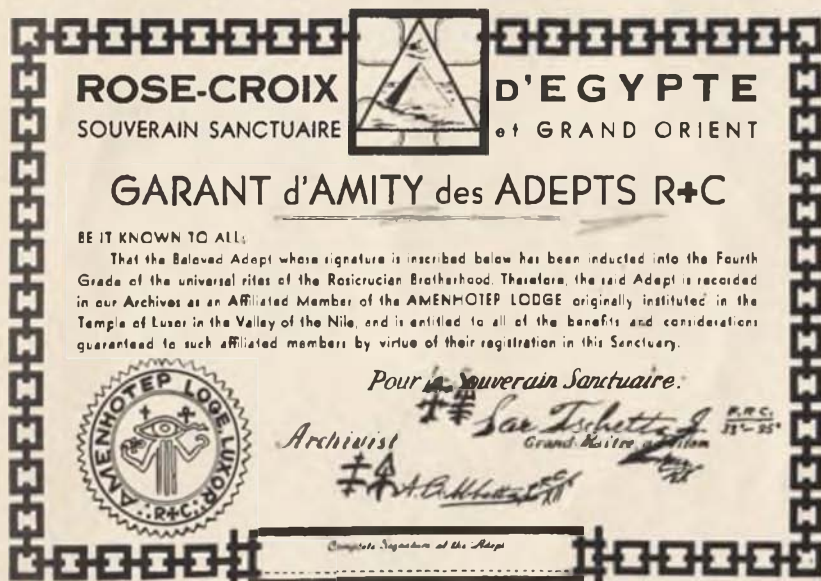 ROSE-CROIX D'EGYPTE
SOUVERAIN SANCTUAIRE et GRAND ORIENT
GARANT d'AMITY des ADEPTS R+C
BE IT KNOWN TO ALL:
That the Beloved Adept whose signature is inscribed below has been inducted into the Fourth
Grade of the universal rites of the Rosicrucian Brotherhood. Therefore, the said Adept is recorded
in our Archives as an Affiliated Member of the AMENHOTEP LODGE originally instituted in the
Temple of Luxor in the Valley of the Nile, and is entitled to all of the benefits and considerations
guaranteed to such affiliated members by virtue of their registration in this Sanctuary.
AMENHOTEP LOGE, LUXOR
R+C
Pour le Souverain Sanctuaire.
Sar
F.R.C.
33°-95°
Grand Maitre
Archivist
Complete Signature of the Adept